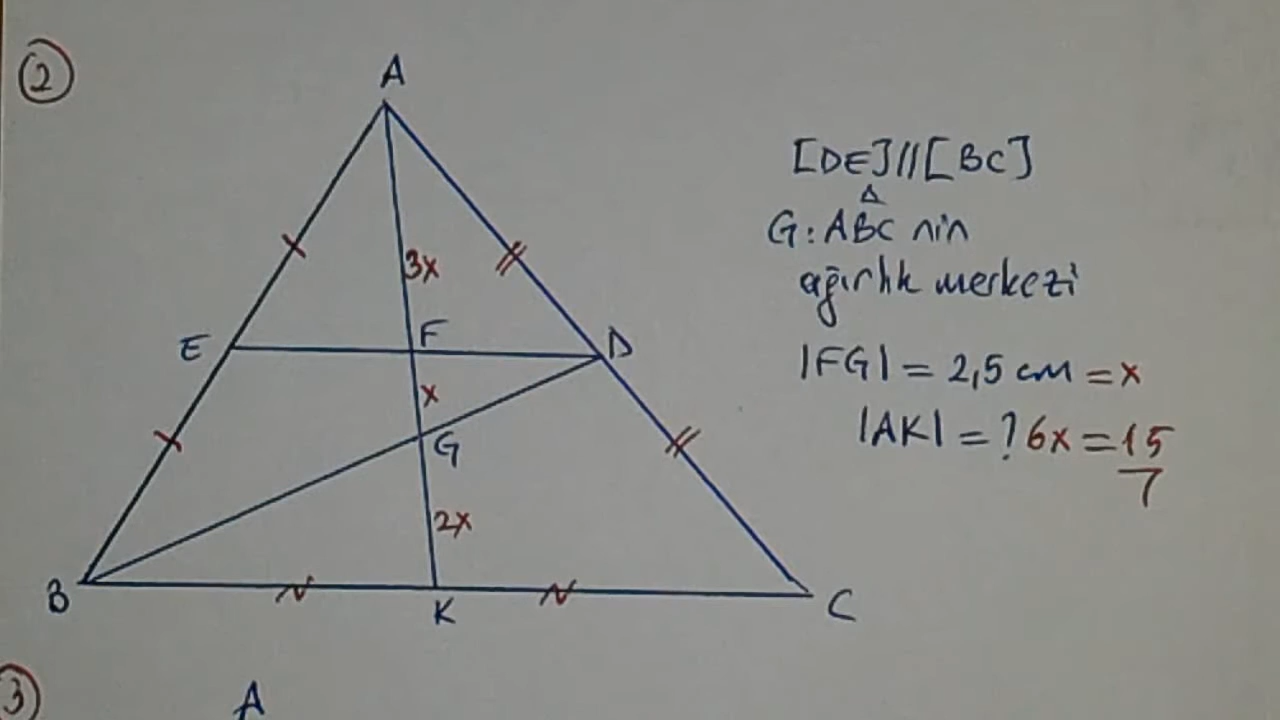 2
A
[DE]//[BC]
G: ABC nin
ağırlık merkezi
3x
E
F
D
|FG| = 2,5 cm = x
x
|AK| = ? 6x = 15
G
2x
B
K
C
3
A